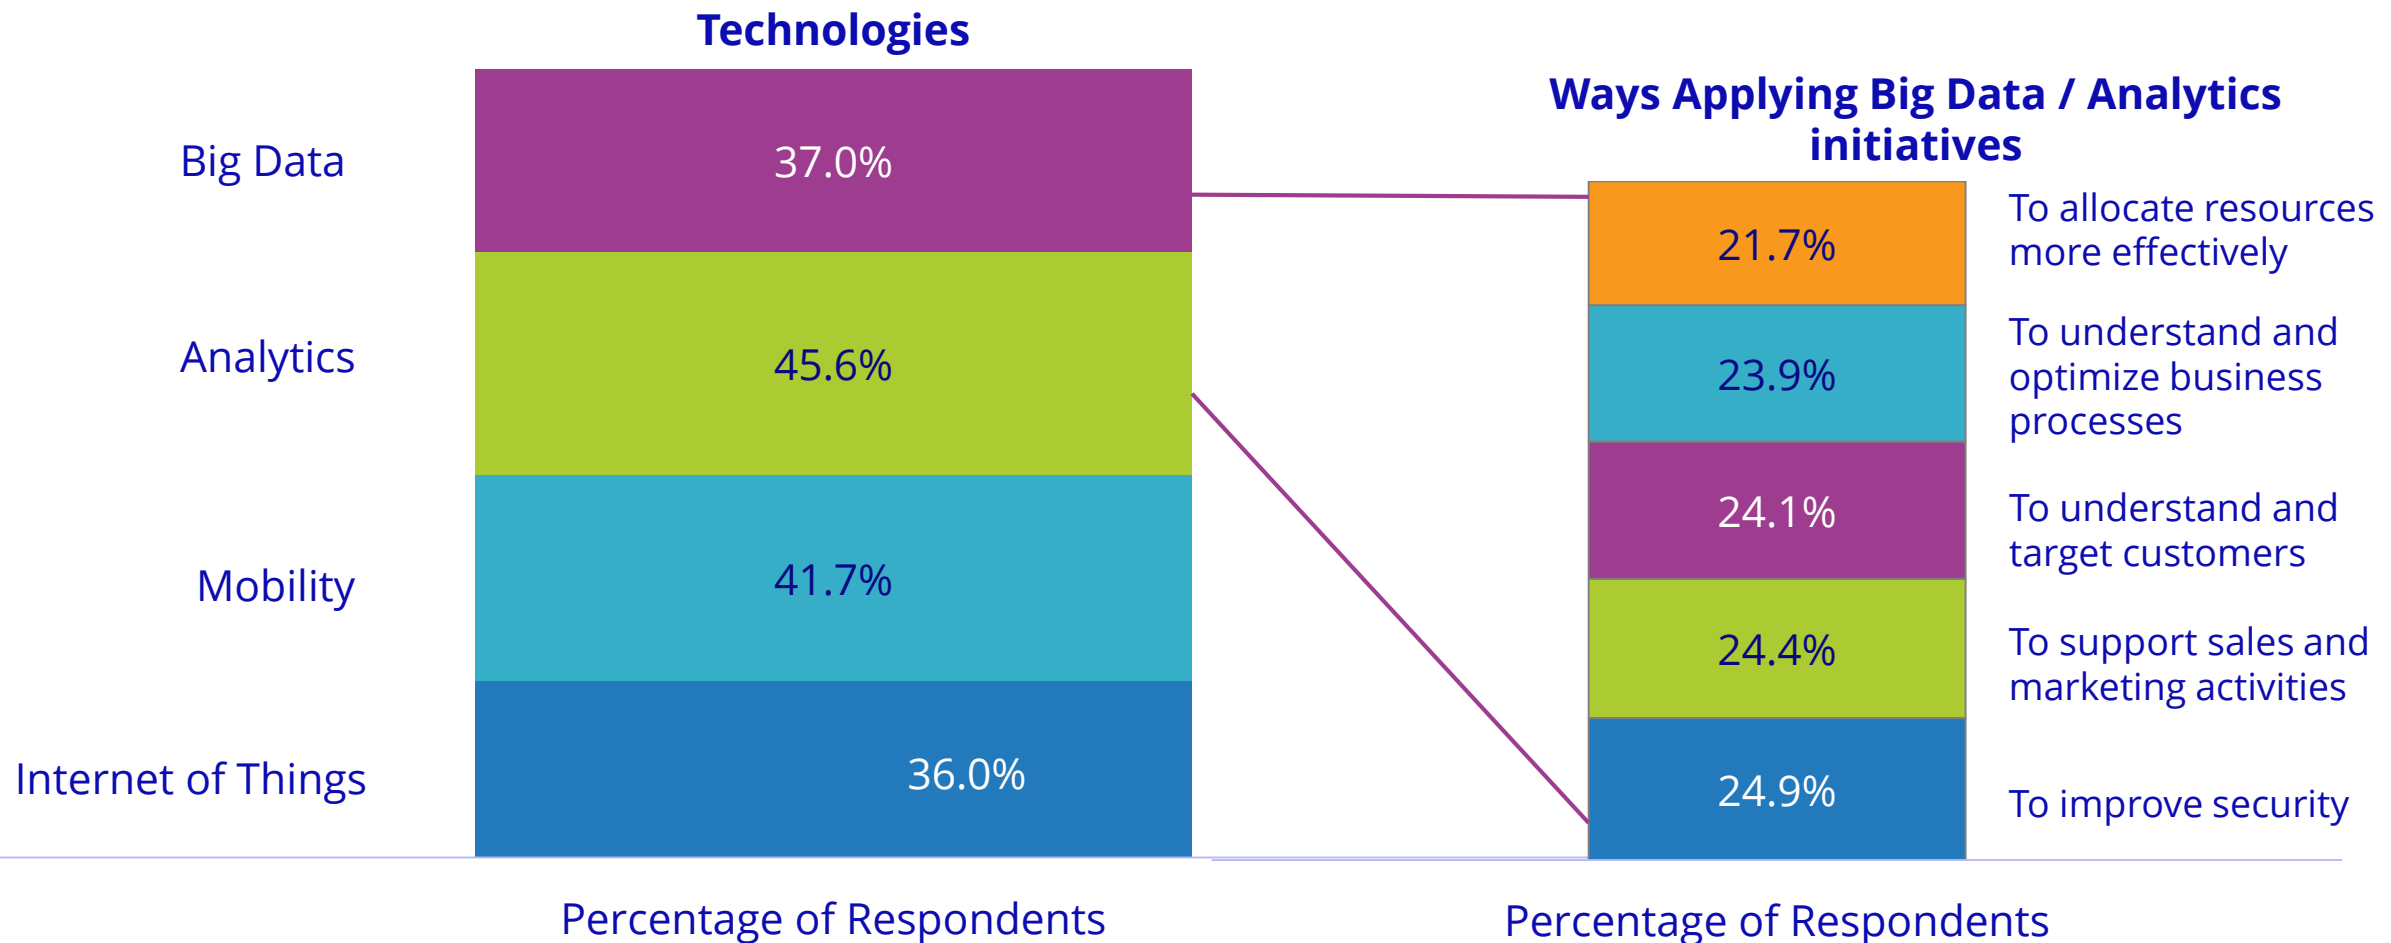 Technologies
Big Data
37.0%
Analytics
45.6%
Mobility
41.7%
Internet of Things
36.0%
Percentage of Respondents
Ways Applying Big Data / Analytics
initiatives
21.7%
To allocate resources
more effectively
23.9%
To understand and
optimize business
processes
24.1%
To understand and
target customers
24.4%
To support sales and
marketing activities
24.9%
To improve security
Percentage of Respondents